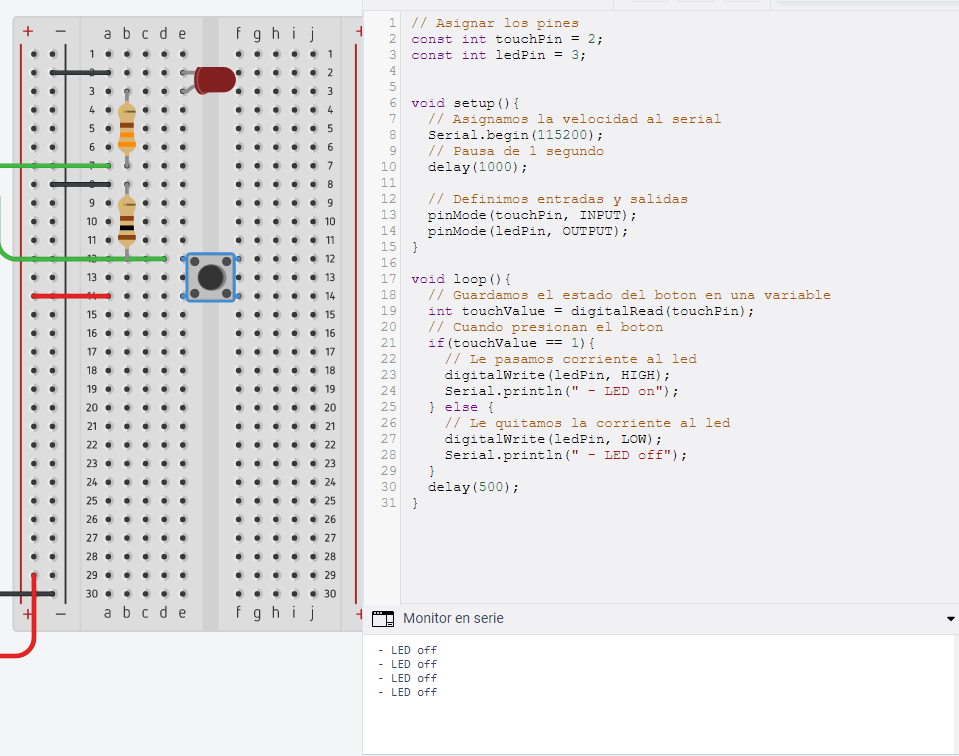 + − a b c d e f g h i j +
1 1
2 2
3 3
4 4
5 5
6 6
7 7
8 8
9 9
10 10
11 11
12 12
13 13
14 14
15 15
16 16
17 17
18 18
19 19
20 20
21 21
22 22
23 23
24 24
25 25
26 26
27 27
28 28
29 29
30 30
+ − a b c d e f g h i j +
1 // Asignar los pines
2 const int touchPin = 2;
3 const int ledPin = 3;
4
5
6 void setup(){
7 // Asignamos la velocidad al serial
8 Serial.begin(115200);
9 // Pausa de 1 segundo
10 delay(1000);
11
12 // Definimos entradas y salidas
13 pinMode(touchPin, INPUT);
14 pinMode(ledPin, OUTPUT);
15 }
16
17 void loop(){
18 // Guardamos el estado del boton en una variable
19 int touchValue = digitalRead(touchPin);
20 // Cuando presionan el boton
21 if(touchValue == 1){
22 // Le pasamos corriente al led
23 digitalWrite(ledPin, HIGH);
24 Serial.println(" - LED on");
25 } else {
26 // Le quitamos la corriente al led
27 digitalWrite(ledPin, LOW);
28 Serial.println(" - LED off");
29 }
30 delay(500);
31 }
Monitor en serie
- LED off
- LED off
- LED off
- LED off